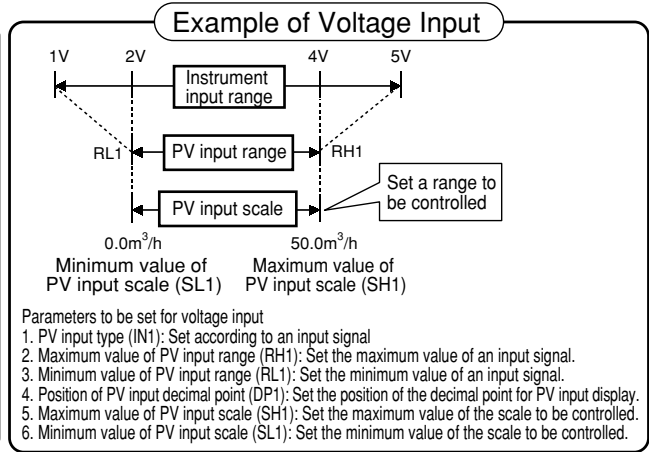 Example of Voltage Input
1V 2V 4V 5V
Instrument
input range
RL1 PV input range RH1
Set a range to
be controlled
PV input scale
0.0m³/h 50.0m³/h
Minimum value of Maximum value of
PV input scale (SL1) PV input scale (SH1)
Parameters to be set for voltage input
1. PV input type (IN1): Set according to an input signal
2. Maximum value of PV input range (RH1): Set the maximum value of an input signal.
3. Minimum value of PV input range (RL1): Set the minimum value of an input signal.
4. Position of PV input decimal point (DP1): Set the position of the decimal point for PV input display.
5. Maximum value of PV input scale (SH1): Set the maximum value of the scale to be controlled.
6. Minimum value of PV input scale (SL1): Set the minimum value of the scale to be controlled.